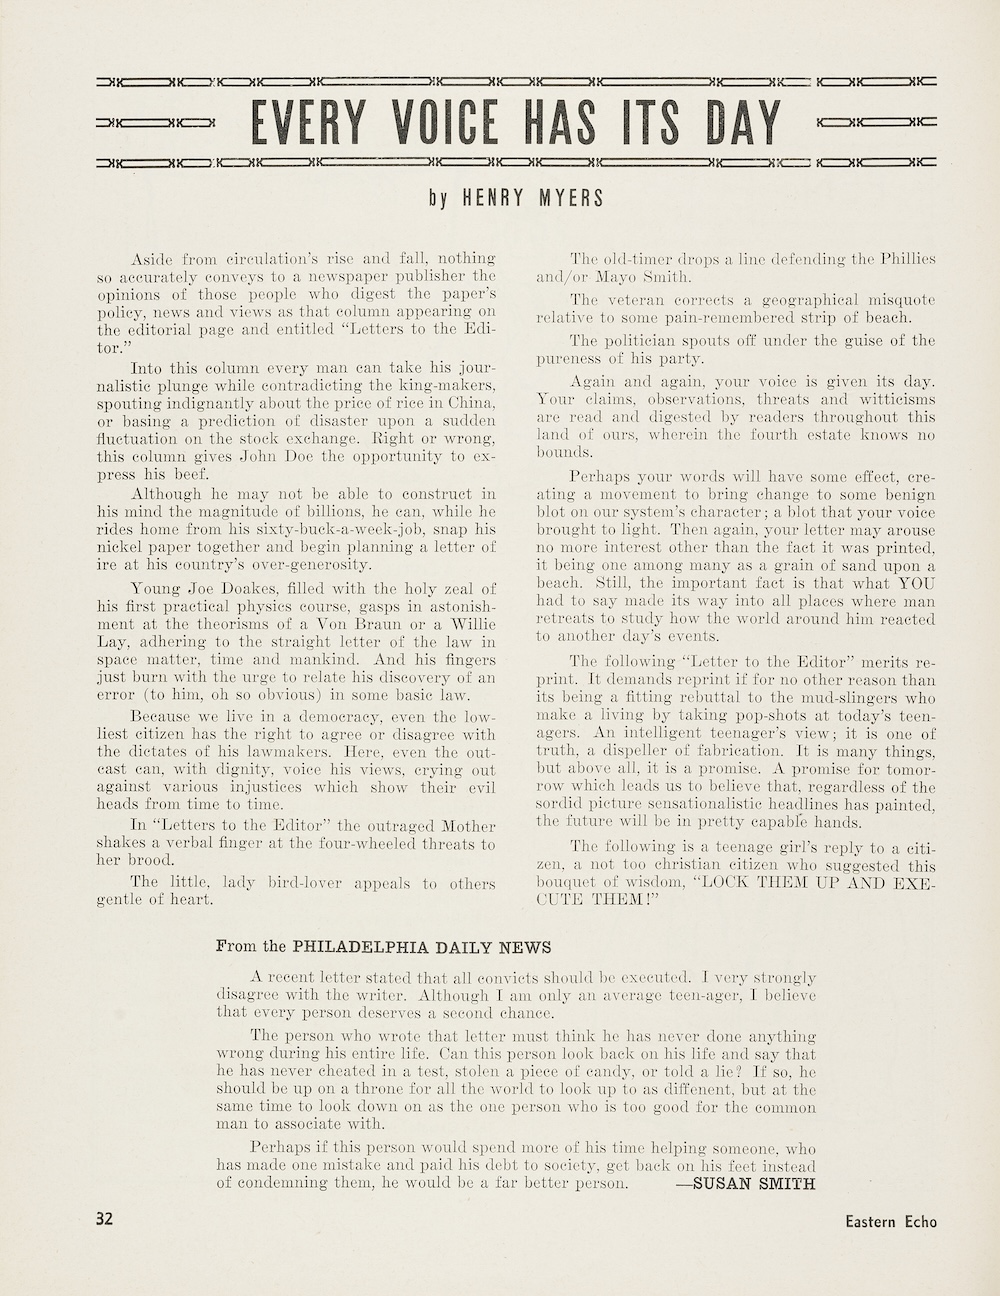 EVERY VOICE HAS ITS DAY
by HENRY MYERS
Aside from circulation's rise and fall, nothing
so accurately conveys to a newspaper publisher the
opinions of those people who digest the paper's
policy, news and views as that column appearing on
the editorial page and entitled "Letters to the Edi-
tor."
Into this column every man can take his jour-
nalistic plunge while contradicting the king-makers,
spouting indignantly about the price of rice in China,
or basing a prediction of disaster upon a sudden
fluctuation on the stock exchange. Right or wrong,
this column gives John Doe the opportunity to ex-
press his beef.
Although he may not be able to construct in
his mind the magnitude of billions, he can, while he
rides home from his sixty-buck-a-week-job, snap his
nickel paper together and begin planning a letter of
ire at his country's over-generosity.
Young Joe Doakes, filled with the holy zeal of
his first practical physics course, gasps in astonish-
ment at the theorisms of a Von Braun or a Willie
Lay, adhering to the straight letter of the law in
space matter, time and mankind. And his fingers
just burn with the urge to relate his discovery of an
error (to him, oh so obvious) in some basic law.
Because we live in a democracy, even the low-
liest citizen has the right to agree or disagree with
the dictates of his lawmakers. Here, even the out-
cast can, with dignity, voice his views, crying out
against various injustices which show their evil
heads from time to time.
In "Letters to the Editor" the outraged Mother
shakes a verbal finger at the four-wheeled threats to
her brood.
The little, lady bird-lover appeals to others
gentle of heart.
The old-timer drops a line defending the Phillies
and/or Mayo Smith.
The veteran corrects a geographical misquote
relative to some pain-remembered strip of beach.
The politician spouts off under the guise of the
pureness of his party.
Again and again, your voice is given its day.
Your claims, observations, threats and witticisms
are read and digested by readers throughout this
land of ours, wherein the fourth estate knows no
bounds.
Perhaps your words will have some effect, cre-
ating a movement to bring change to some benign
blot on our system's character; a blot that your voice
brought to light. Then again, your letter may arouse
no more interest other than the fact it was printed,
it being one among many as a grain of sand upon a
beach. Still, the important fact is that what YOU
had to say made its way into all places where man
retreats to study how the world around him reacted
to another day's events.
The following "Letter to the Editor" merits re-
print. It demands reprint if for no other reason than
its being a fitting rebuttal to the mud-slingers who
make a living by taking pop-shots at today's teen-
agers. An intelligent teenager's view; it is one of
truth, a dispeller of fabrication. It is many things,
but above all, it is a promise. A promise for tomor-
row which leads us to believe that, regardless of the
sordid picture sensationalistic headlines has painted,
the future will be in pretty capable hands.
The following is a teenage girl's reply to a citi-
zen, a not too christian citizen who suggested this
bouquet of wisdom, "LOCK THEM UP AND EXE-
CUTE THEM!"
From the PHILADELPHIA DAILY NEWS
A recent letter stated that all convicts should be executed. I very strongly
disagree with the writer. Although I am only an average teen-ager, I believe
that every person deserves a second chance.
The person who wrote that letter must think he has never done anything
wrong during his entire life. Can this person look back on his life and say that
he has never cheated in a test, stolen a piece of candy, or told a lie? If so, he
should be up on a throne for all the world to look up to as diffenent, but at the
same time to look down on as the one person who is too good for the common
man to associate with.
Perhaps if this person would spend more of his time helping someone, who
has made one mistake and paid his debt to society, get back on his feet instead
of condemning them, he would be a far better person. —SUSAN SMITH
32
Eastern Echo